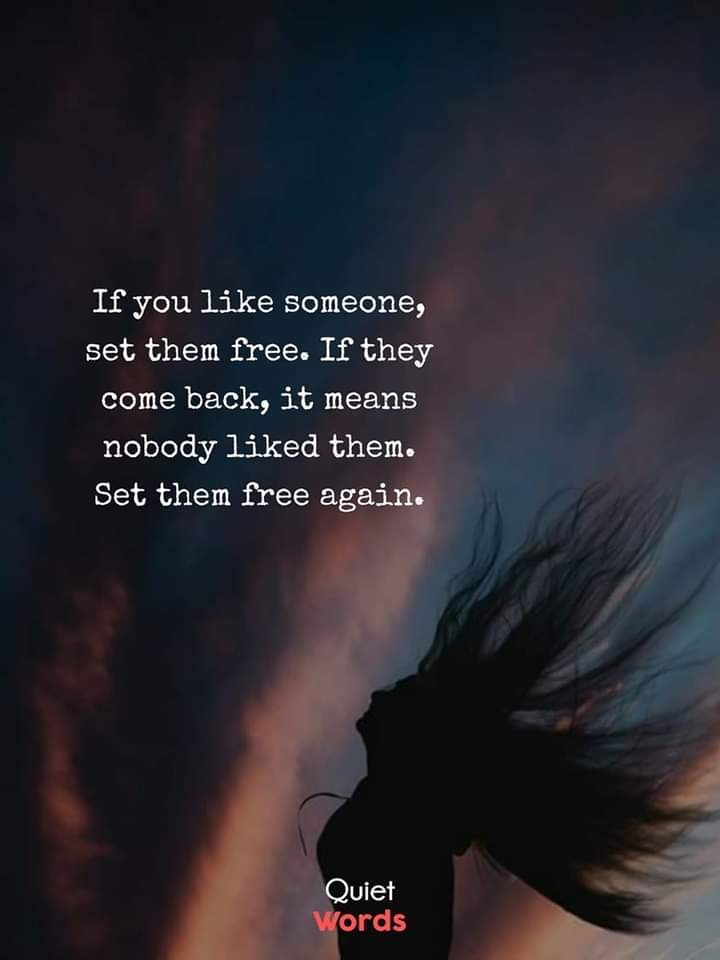 If you like someone,
set them free. If they
come back, it means
nobody liked them.
Set them free again.
Quiet
Words